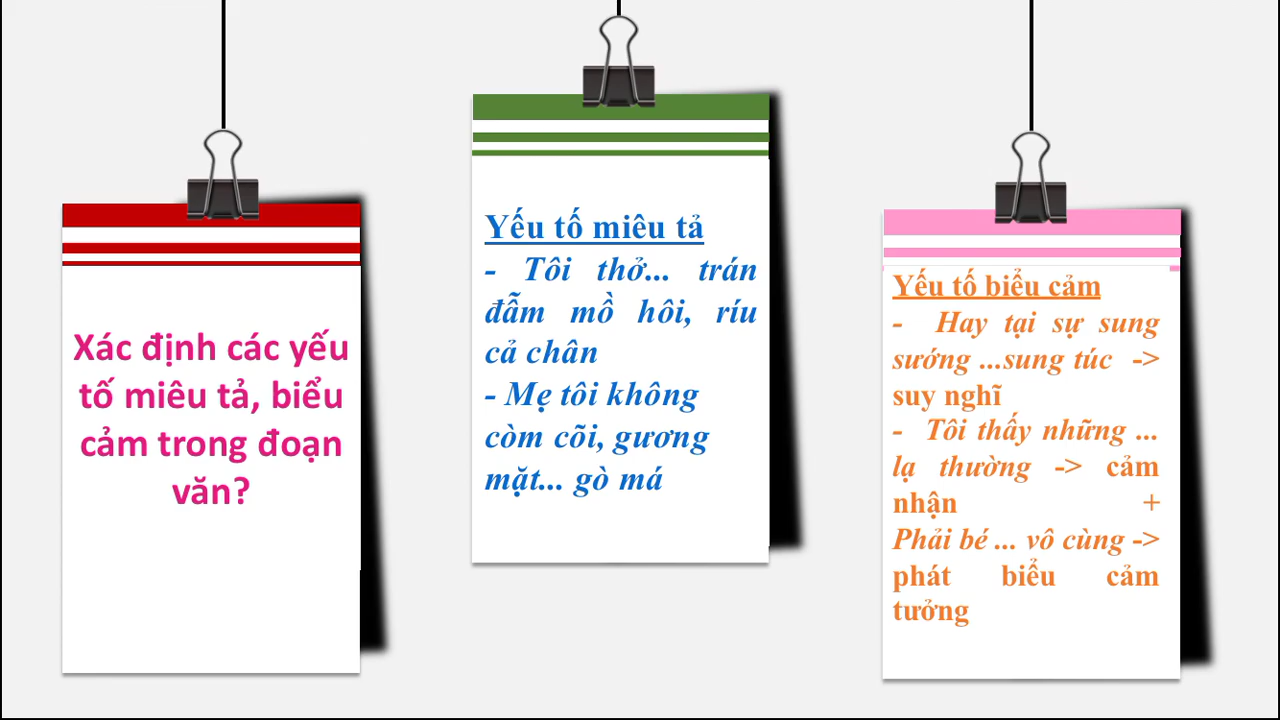 Xác định các yếu
tố miêu tả, biểu
cảm trong đoạn
văn?
Yếu tố miêu tả
- Tôi thở... trán
đẫm mồ hôi, ríu
cả chân
- Mẹ tôi không
còm cõi, gương
mặt... gò má
Yếu tố biểu cảm
- Hay tại sự sung
sướng ...sung túc ->
suy nghĩ
- Tôi thấy những ...
lạ thường -> cảm
nhận +
Phải bé ... vô cùng ->
phát biểu cảm
tưởng